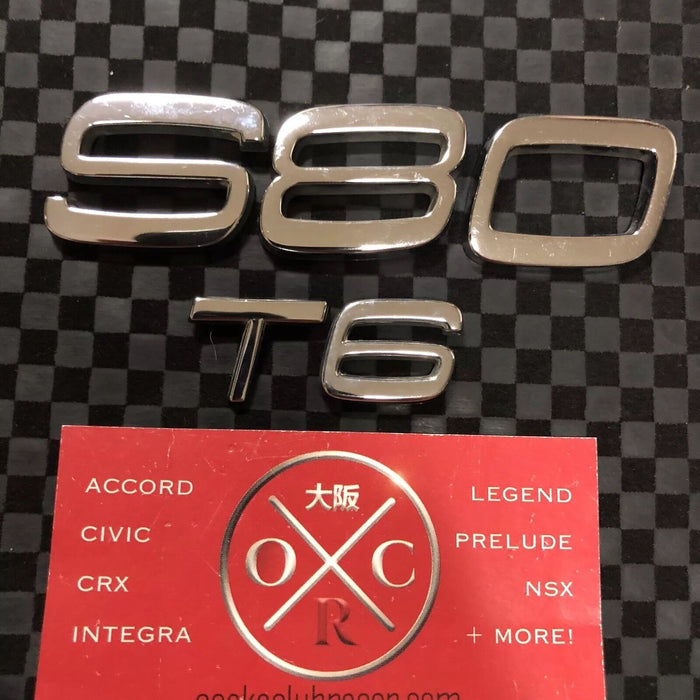 S80
T6
ACCORD
CIVIC
CRX
INTEGRA
大阪
O C
R
LEGEND
PRELUDE
NSX
+ MORE!